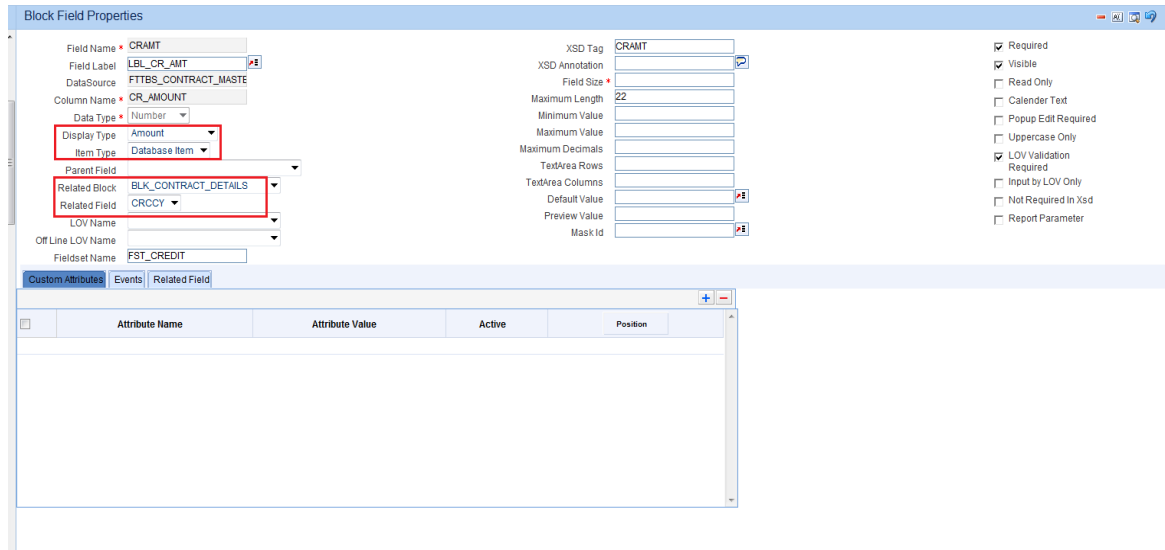 Block Field Properties
Field Name * CRAMT
Field Label LBL_CR_AMT
DataSource FTTBS_CONTRACT_MASTE
Column Name * CR_AMOUNT
Data Type * Number
Display Type Amount
Item Type Database Item
Parent Field
Related Block BLK_CONTRACT_DETAILS
Related Field CRCCY
LOV Name
Off Line LOV Name
Fieldset Name FST_CREDIT
XSD Tag CRAMT
XSD Annotation
Field Size *
Maximum Length 22
Minimum Value
Maximum Value
Maximum Decimals
TextArea Rows
TextArea Columns
Default Value
Preview Value
Mask Id
Required
Visible
Read Only
Calender Text
Popup Edit Required
Uppercase Only
LOV Validation
Required
Input by LOV Only
Not Required In Xsd
Report Parameter
Custom Attributes Events Related Field
Attribute Name Attribute Value Active Position